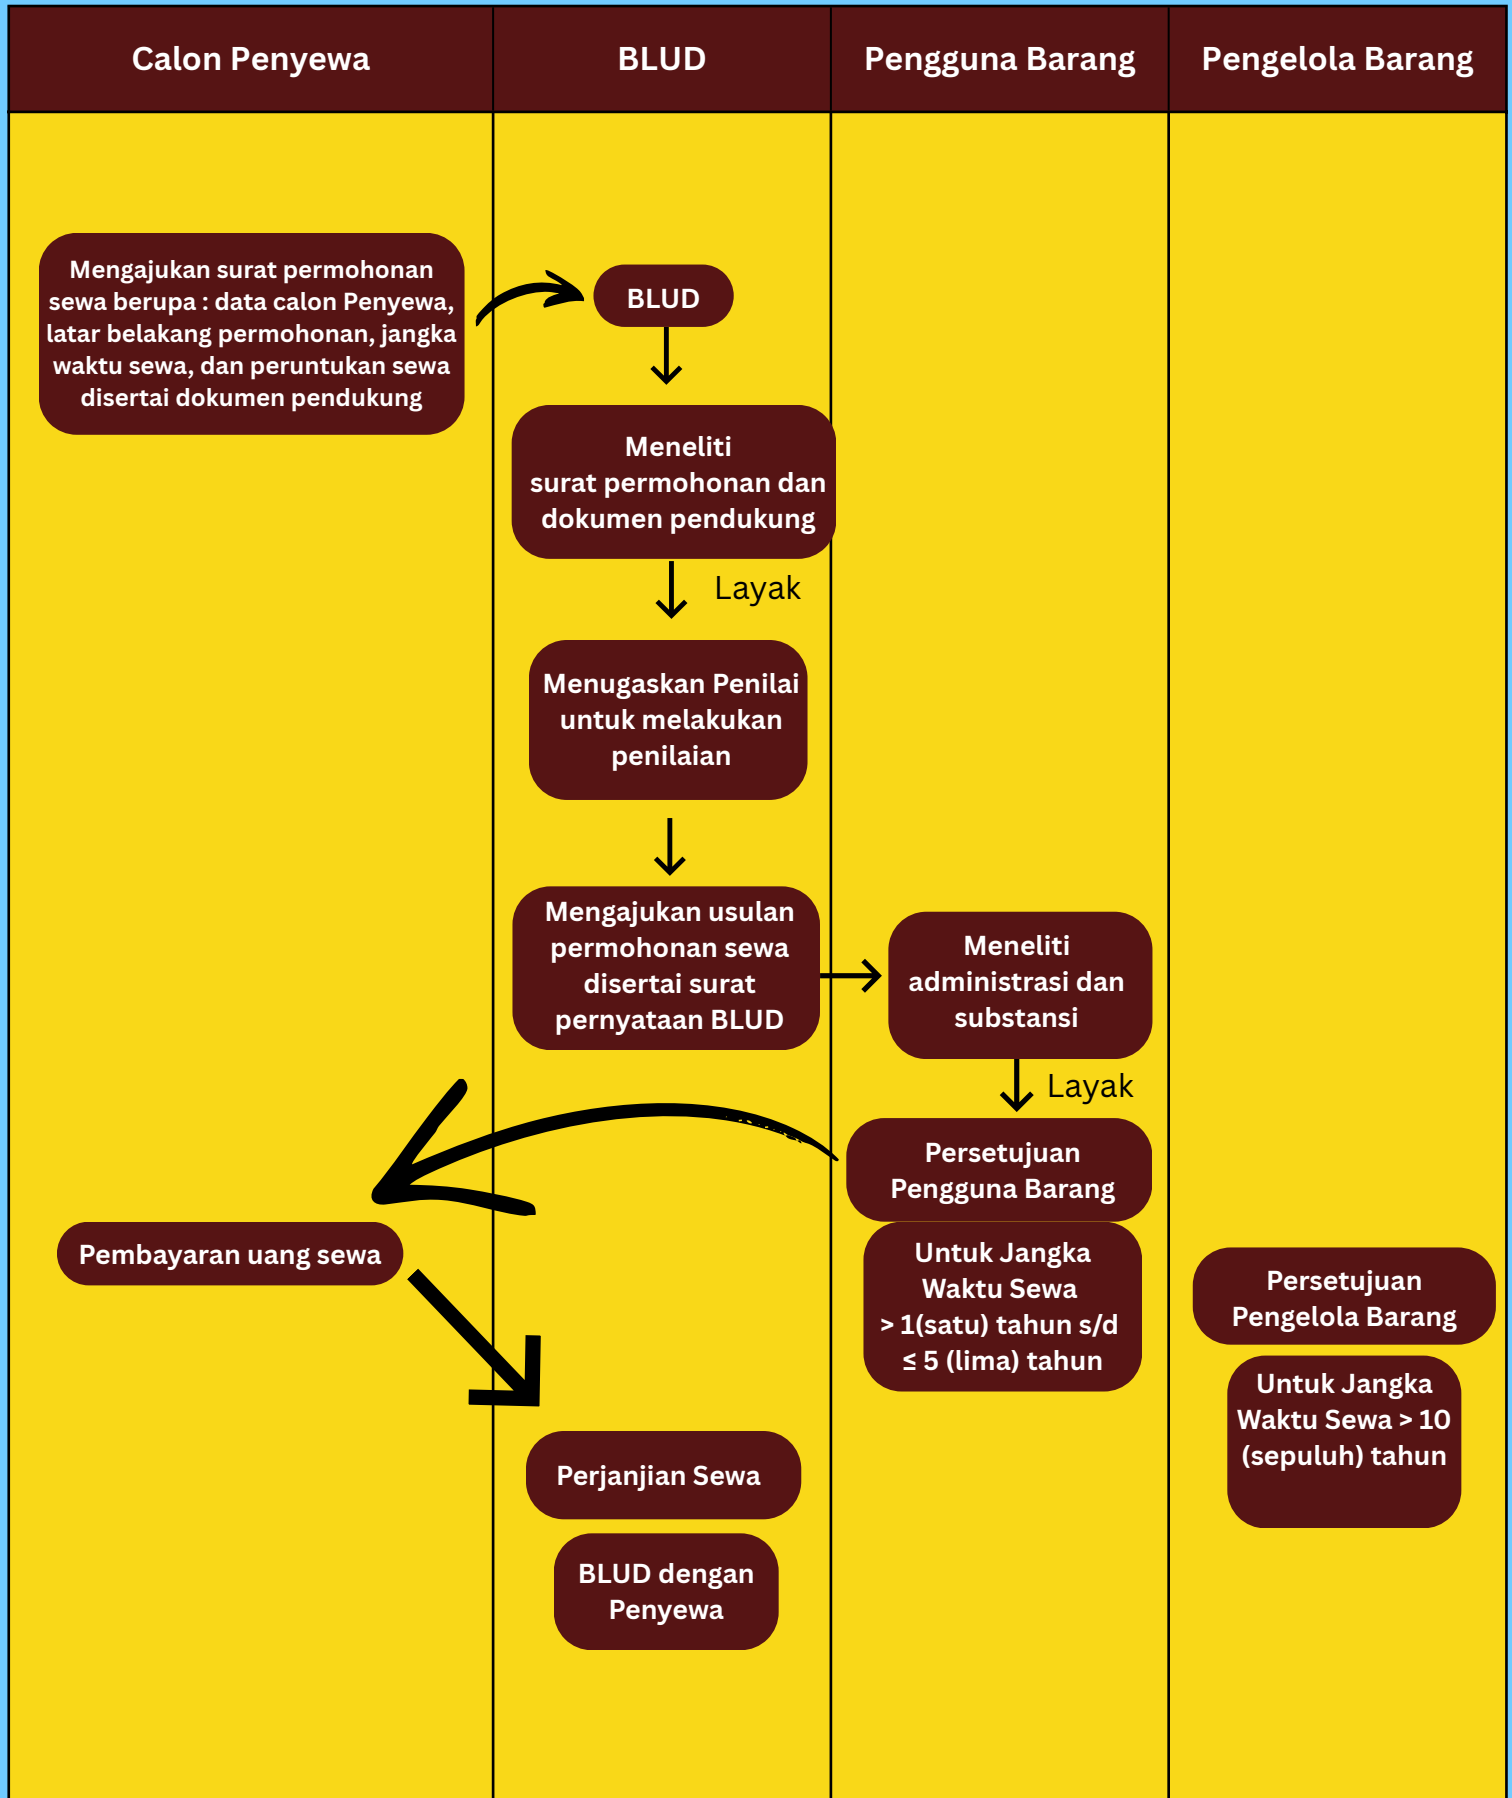 Calon Penyewa
BLUD
Pengguna Barang
Pengelola Barang
Mengajukan surat permohonan
sewa berupa : data calon Penyewa,
latar belakang permohonan, jangka
waktu sewa, dan peruntukan sewa
disertai dokumen pendukung
BLUD
Meneliti
surat permohonan dan
dokumen pendukung
Layak
Menugaskan Penilai
untuk melakukan
penilaian
Mengajukan usulan
permohonan sewa
disertai surat
pernyataan BLUD
Meneliti
administrasi dan
substansi
Layak
Persetujuan
Pengguna Barang
Untuk Jangka
Waktu Sewa
> 1(satu) tahun s/d
≤ 5 (lima) tahun
Persetujuan
Pengelola Barang
Untuk Jangka
Waktu Sewa > 10
(sepuluh) tahun
Pembayaran uang sewa
Perjanjian Sewa
BLUD dengan
Penyewa